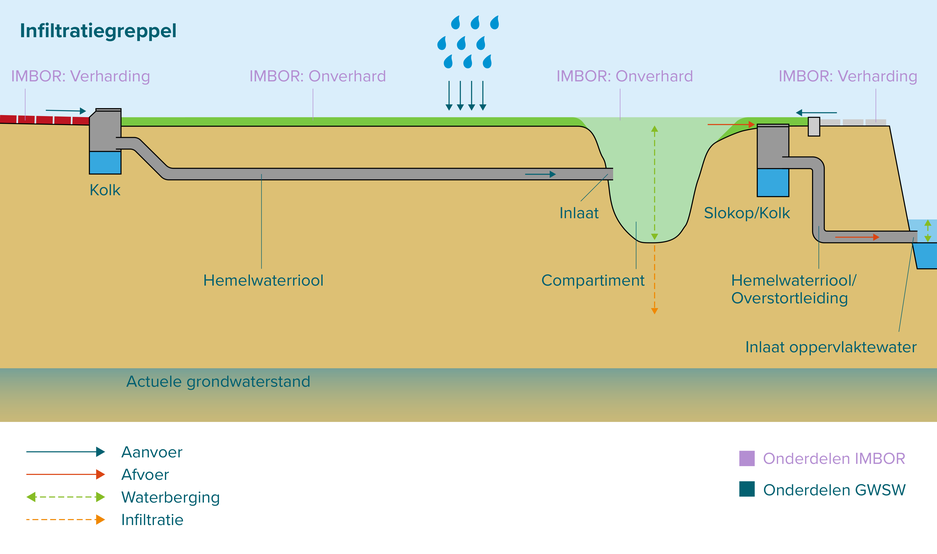 Infiltratiegreppel
IMBOR: Verharding
IMBOR: Onverhard
IMBOR: Onverhard
IMBOR: Verharding
Kolk
Inlaat
Slokop/Kolk
Hemelwaterriool
Compartiment
Hemelwaterriool/
Overstortleiding
Inlaat oppervlaktewater
Actuele grondwaterstand
Aanvoer
Afvoer
Waterberging
Infiltratie
Onderdelen IMBOR
Onderdelen GWSW